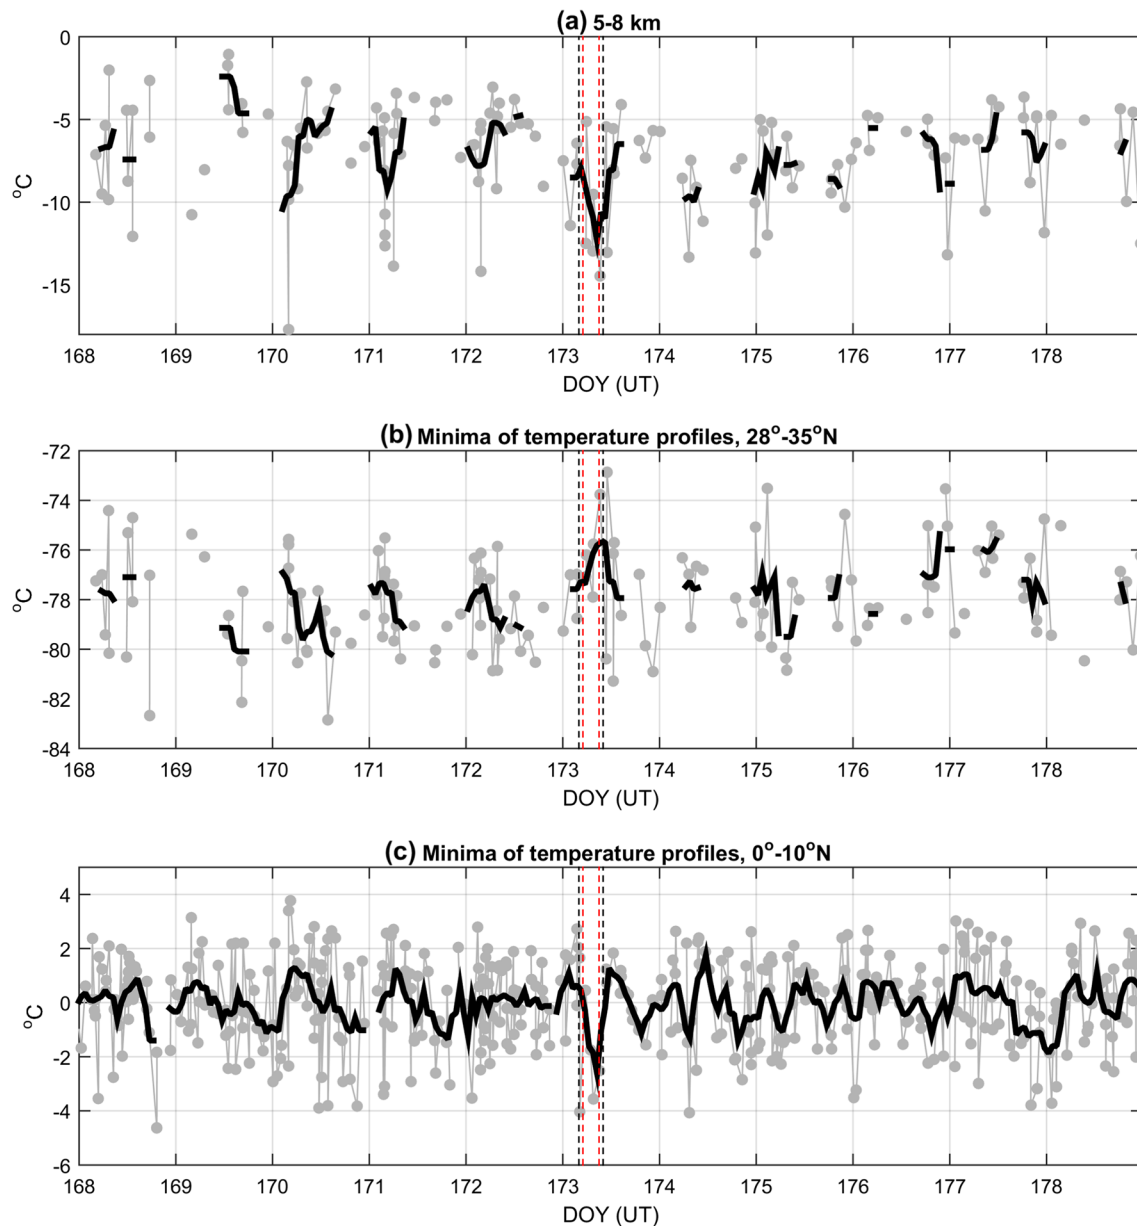 (a) 5-8 km
0
-5
-10
-15
°C
168 169 170 171 172 173 174 175 176 177 178
DOY (UT)
(b) Minima of temperature profiles, 28°-35°N
-72
-74
-76
-78
-80
-82
-84
°C
168 169 170 171 172 173 174 175 176 177 178
DOY (UT)
(c) Minima of temperature profiles, 0°-10°N
4
2
0
-2
-4
-6
°C
168 169 170 171 172 173 174 175 176 177 178
DOY (UT)